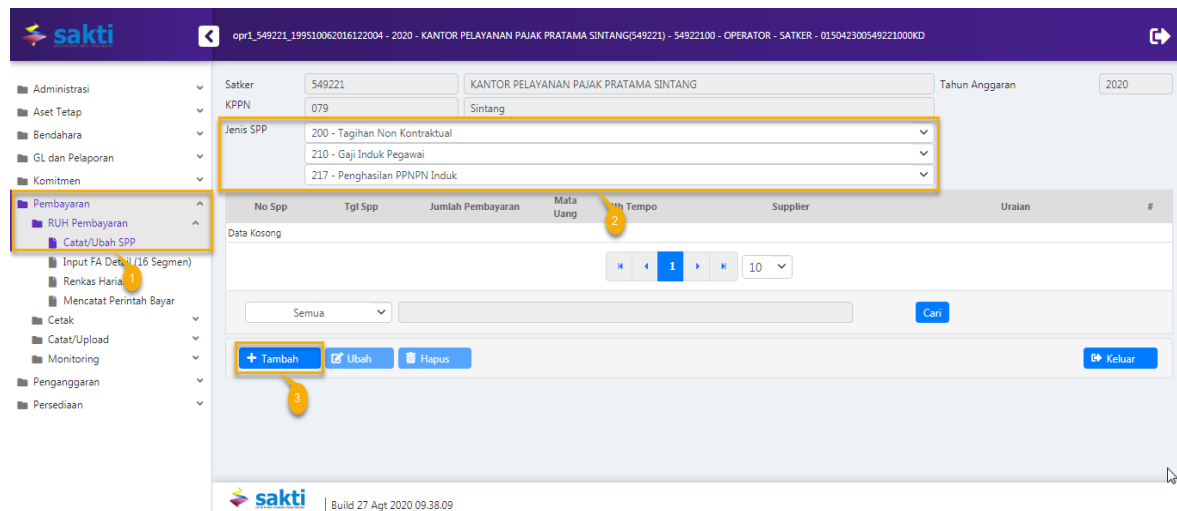 sakti
opr1_549221_199510062016122004 - 2020 - KANTOR PELAYANAN PAJAK PRATAMA SINTANG(549221) - 54922100 - OPERATOR - SATKER - 015042300549221000KD
Administrasi
Aset Tetap
Bendahara
GL dan Pelaporan
Komitmen
Pembayaran
RUH Pembayaran
Catat/Ubah SPP
1
Input FA Detail (16 Segmen)
Renkas Harian
Mencatat Perintah Bayar
Cetak
Catat/Upload
Monitoring
Penganggaran
Persediaan
Satker 549221 KANTOR PELAYANAN PAJAK PRATAMA SINTANG Tahun Anggaran 2020
KPPN 079 Sintang
Jenis SPP 200 - Tagihan Non Kontraktual
210 - Gaji Induk Pegawai
217 - Penghasilan PPNPN Induk
2
No Spp Tgl Spp Jumlah Pembayaran Mata Uang Tempo Supplier Uraian #
Data Kosong
1 10
Semua Cari
+ Tambah Ubah Hapus Keluar
3
sakti | Build 27 Agt 2020 09.38.09